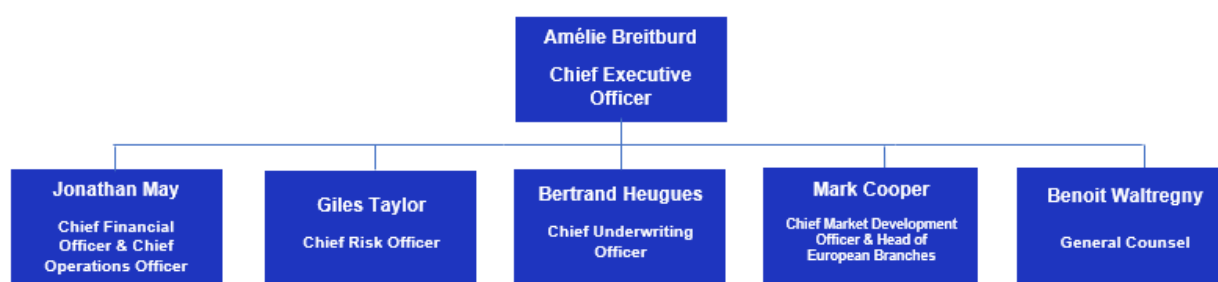 Amélie Breitburd
Chief Executive
Officer
Jonathan May
Chief Financial
Officer & Chief
Operations Officer
Giles Taylor
Chief Risk Officer
Bertrand Heugues
Chief Underwriting
Officer
Mark Cooper
Chief Market Development
Officer & Head of
European Branches
Benoit Waltregny
General Counsel